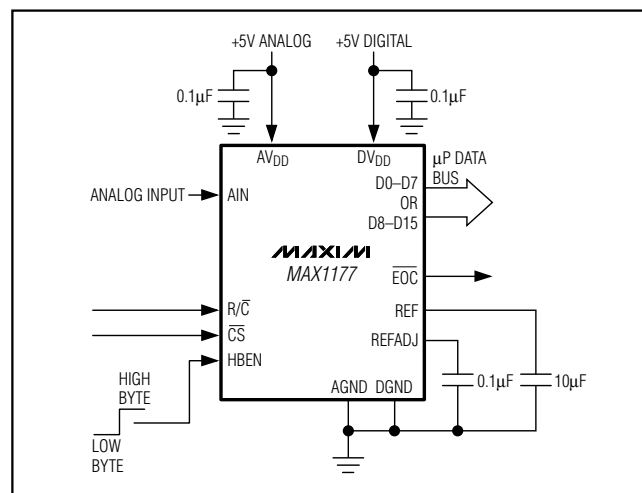 +5V ANALOG
+5V DIGITAL
0.1μF
0.1μF
AVDD
DVDD
μP DATA
BUS
D0–D7
OR
D8–D15
ANALOG INPUT
AIN
MAXIM
MAX1177
EOC
R/C
REF
CS
REFADJ
HBEN
HIGH
BYTE
0.1μF
10μF
AGND
DGND
LOW
BYTE